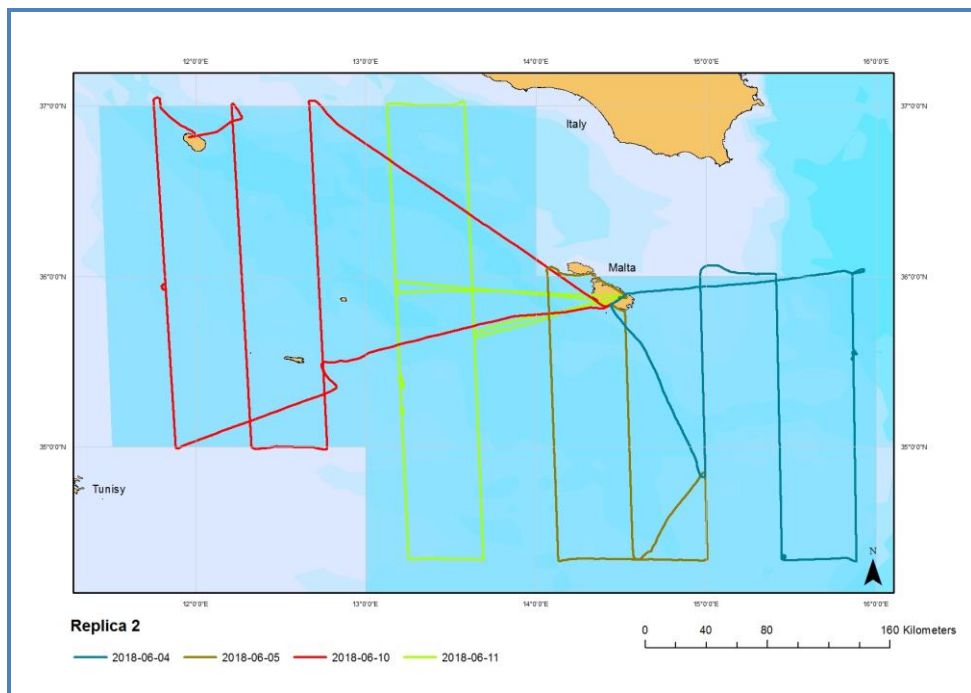 12°0'0"E 13°0'0"E 14°0'0"E 15°0'0"E 16°0'0"E
37°0'0"N 37°0'0"N
Italy
Malta
36°0'0"N 36°0'0"N
35°0'0"N 35°0'0"N
Tunisy
N
12°0'0"E 13°0'0"E 14°0'0"E 15°0'0"E 16°0'0"E
Replica 2
0 40 80 160 Kilometers
2018-06-04 2018-06-05 2018-06-10 2018-06-11